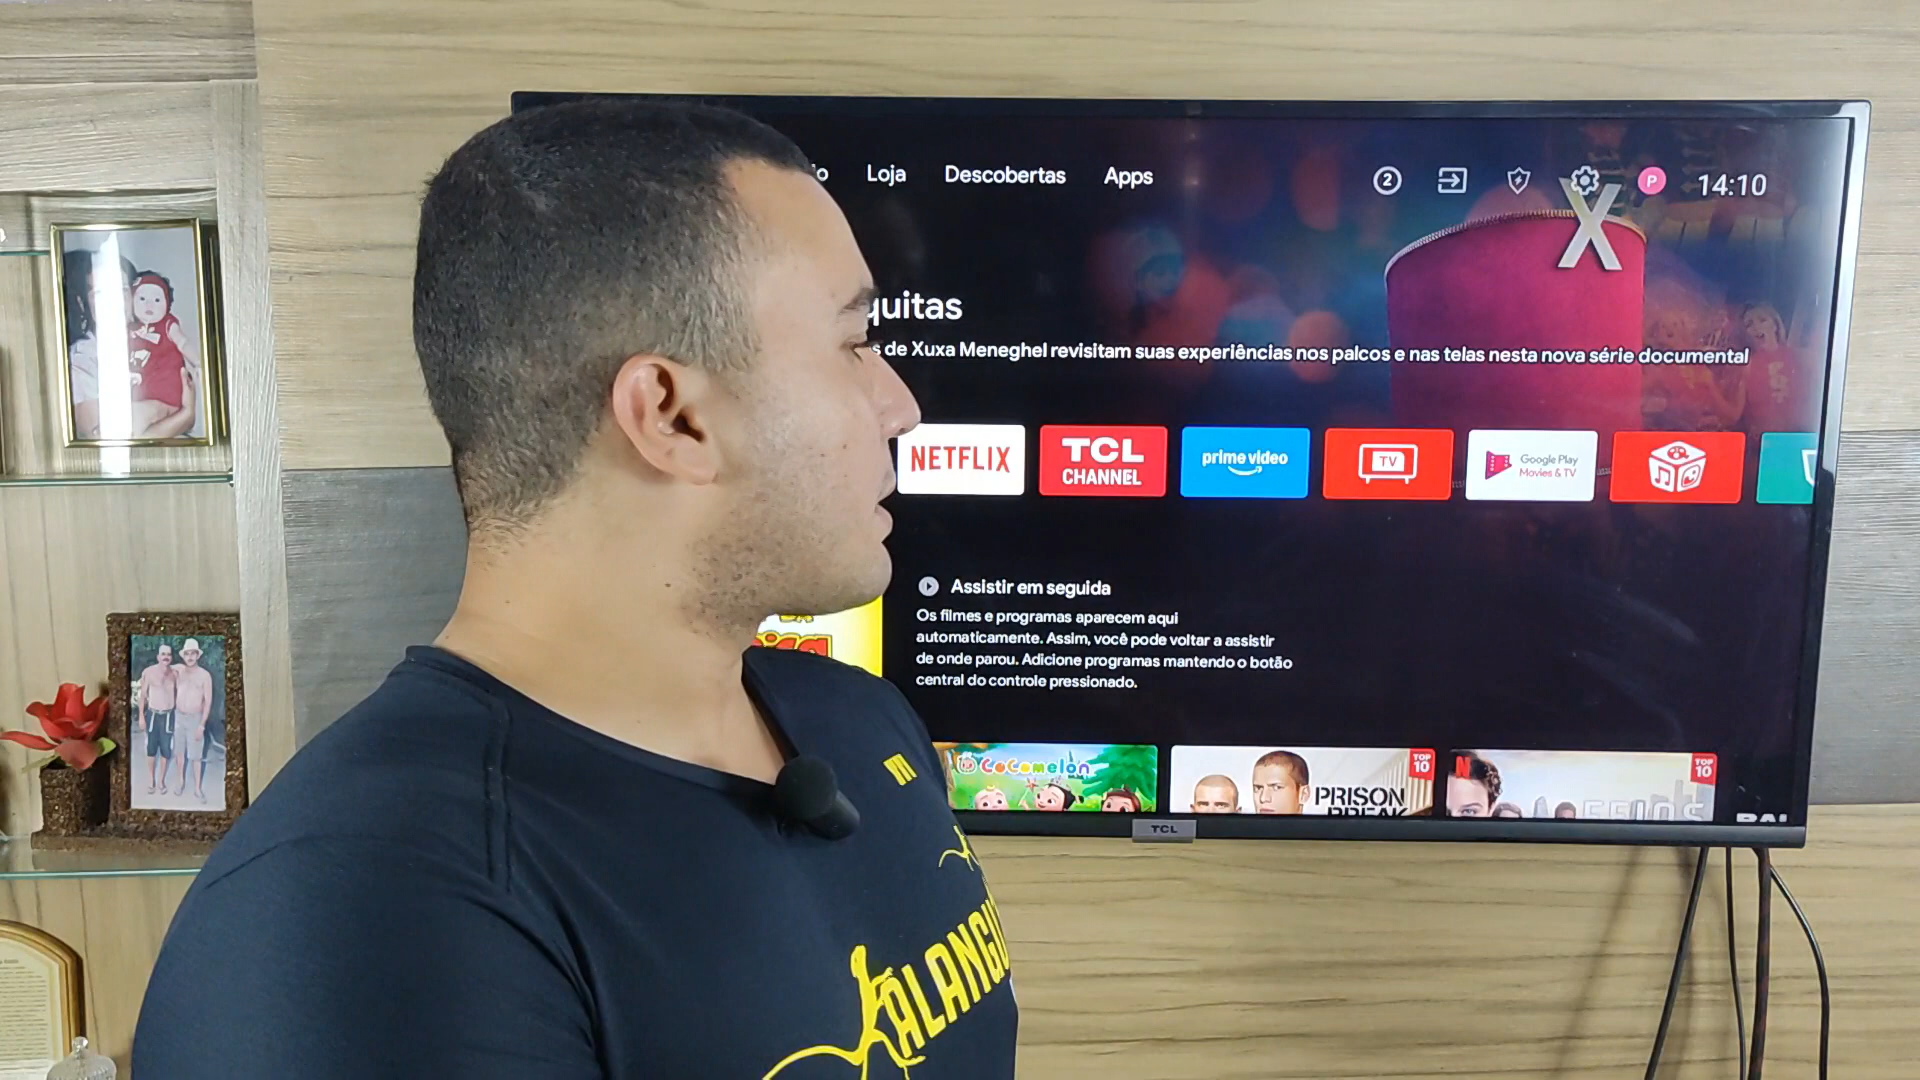 Loja Descobertas Apps 2 P 14:10
quitas
s de Xuxa Meneghel revisitam suas experiências nos palcos e nas telas nesta nova série documental
X
NETFLIX TCL CHANNEL prime video TV Google Play Movies & TV
Assistir em seguida
Os filmes e programas aparecem aqui
automaticamente. Assim, você pode voltar a assistir
de onde parou. Adicione programas mantendo o botão
central do controle pressionado.
CoComelon
TOP 10
PRISON
BREAK
N
TOP 10
TCL
KALANGU